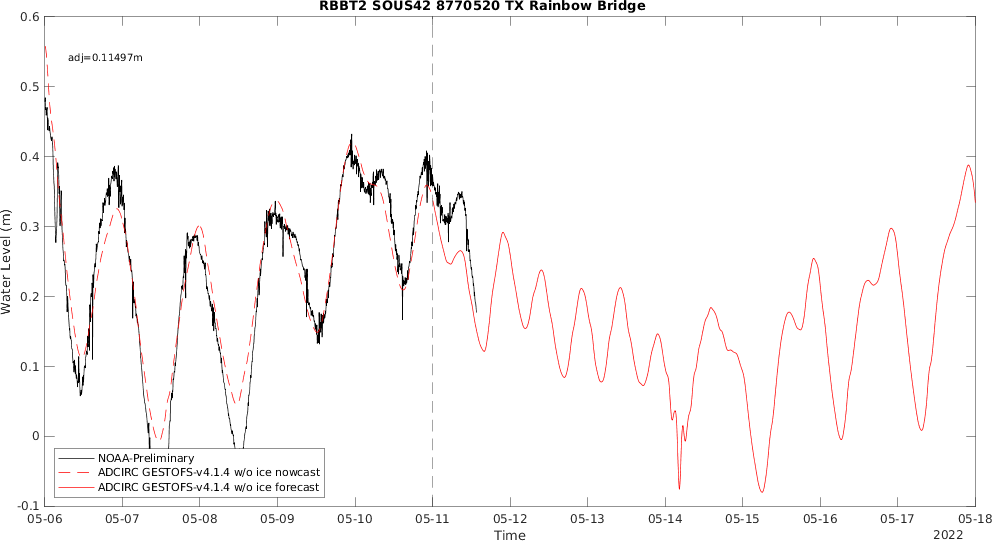 RBBT2 SOUS42 8770520 TX Rainbow Bridge
0.6
adj=0.11497m
0.5
0.4
0.3
0.2
0.1
0
-0.1
Water Level (m)
NOAA-Preliminary
ADCIRC GESTOFS-v4.1.4 w/o ice nowcast
ADCIRC GESTOFS-v4.1.4 w/o ice forecast
05-06 05-07 05-08 05-09 05-10 05-11 05-12 05-13 05-14 05-15 05-16 05-17 05-18
Time
2022